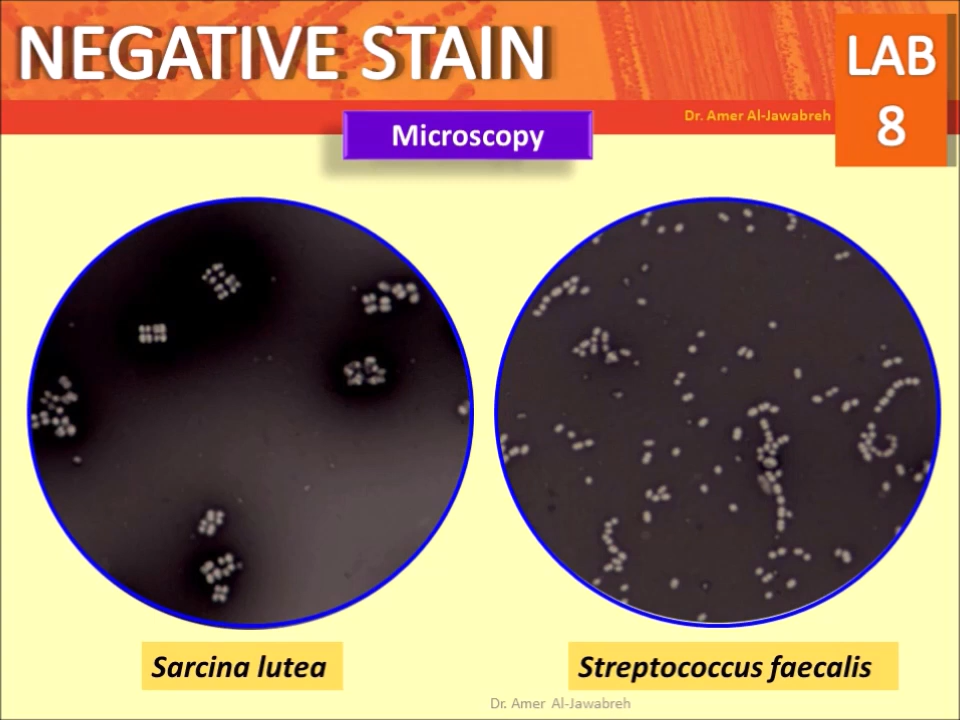 NEGATIVE STAIN
LAB
8
Dr. Amer Al-Jawabreh
Microscopy
Sarcina lutea
Streptococcus faecalis
Dr. Amer Al-Jawabreh